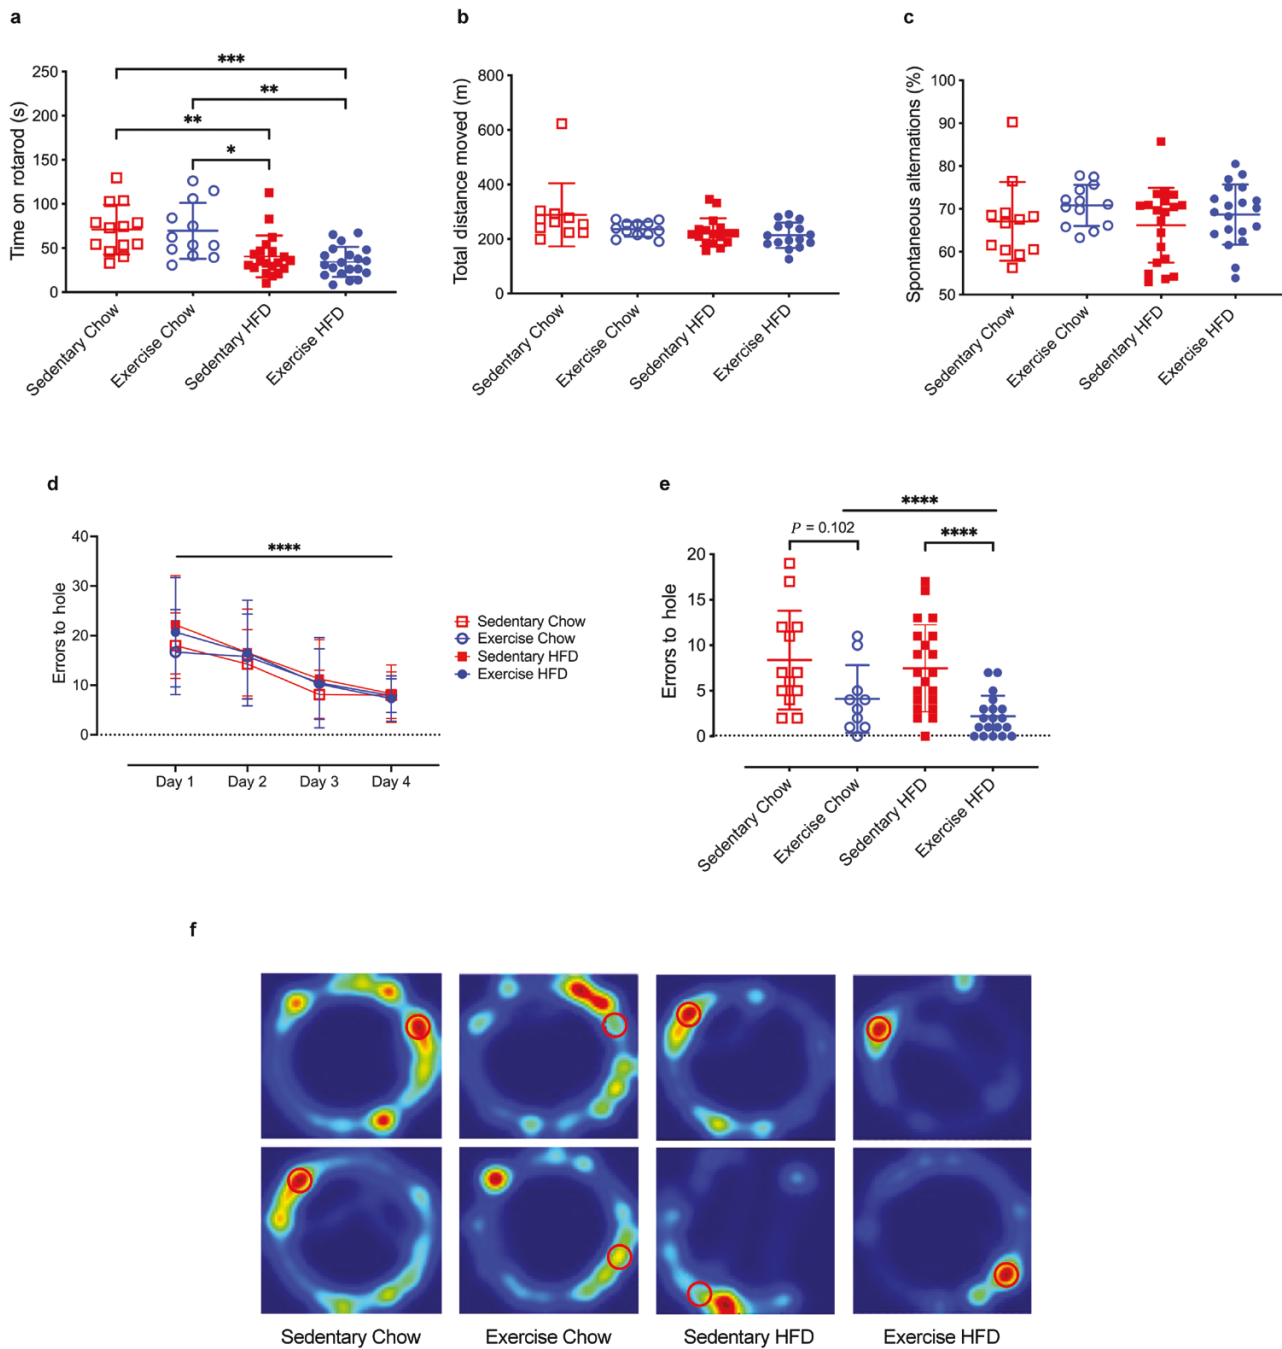 a
Time on rotarod (s)
250
200
150
100
50
0
***
**
**
*
Sedentary Chow
Exercise Chow
Sedentary HFD
Exercise HFD
b
Total distance moved (m)
800
600
400
200
0
Sedentary Chow
Exercise Chow
Sedentary HFD
Exercise HFD
c
Spontaneous alternations (%)
100
90
80
70
60
50
Sedentary Chow
Exercise Chow
Sedentary HFD
Exercise HFD
d
Errors to hole
40
30
20
10
0
****
Day 1
Day 2
Day 3
Day 4
Sedentary Chow
Exercise Chow
Sedentary HFD
Exercise HFD
e
Errors to hole
20
15
10
5
0
****
P = 0.102
****
Sedentary Chow
Exercise Chow
Sedentary HFD
Exercise HFD
f
Sedentary Chow
Exercise Chow
Sedentary HFD
Exercise HFD